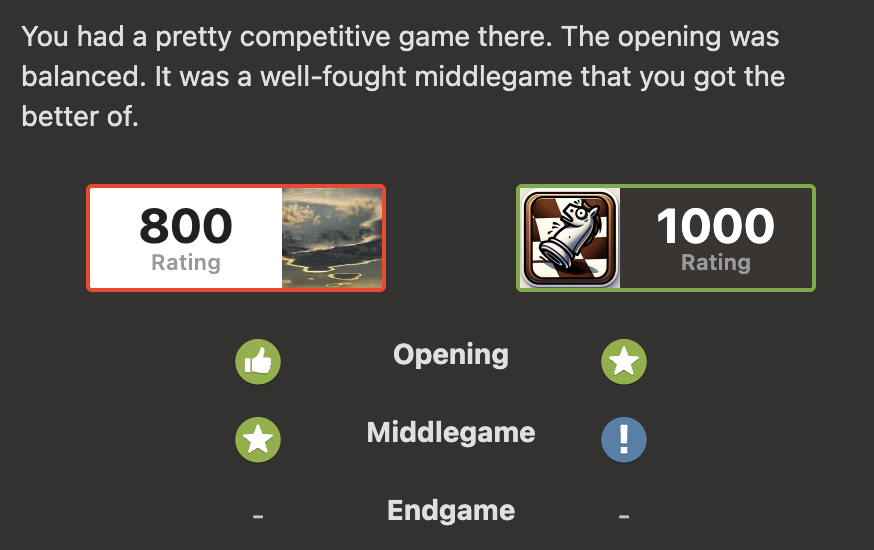 You had a pretty competitive game there. The opening was
balanced. It was a well-fought middlegame that you got the
better of.
800
Rating
1000
Rating
Opening
Middlegame
!
- Endgame -